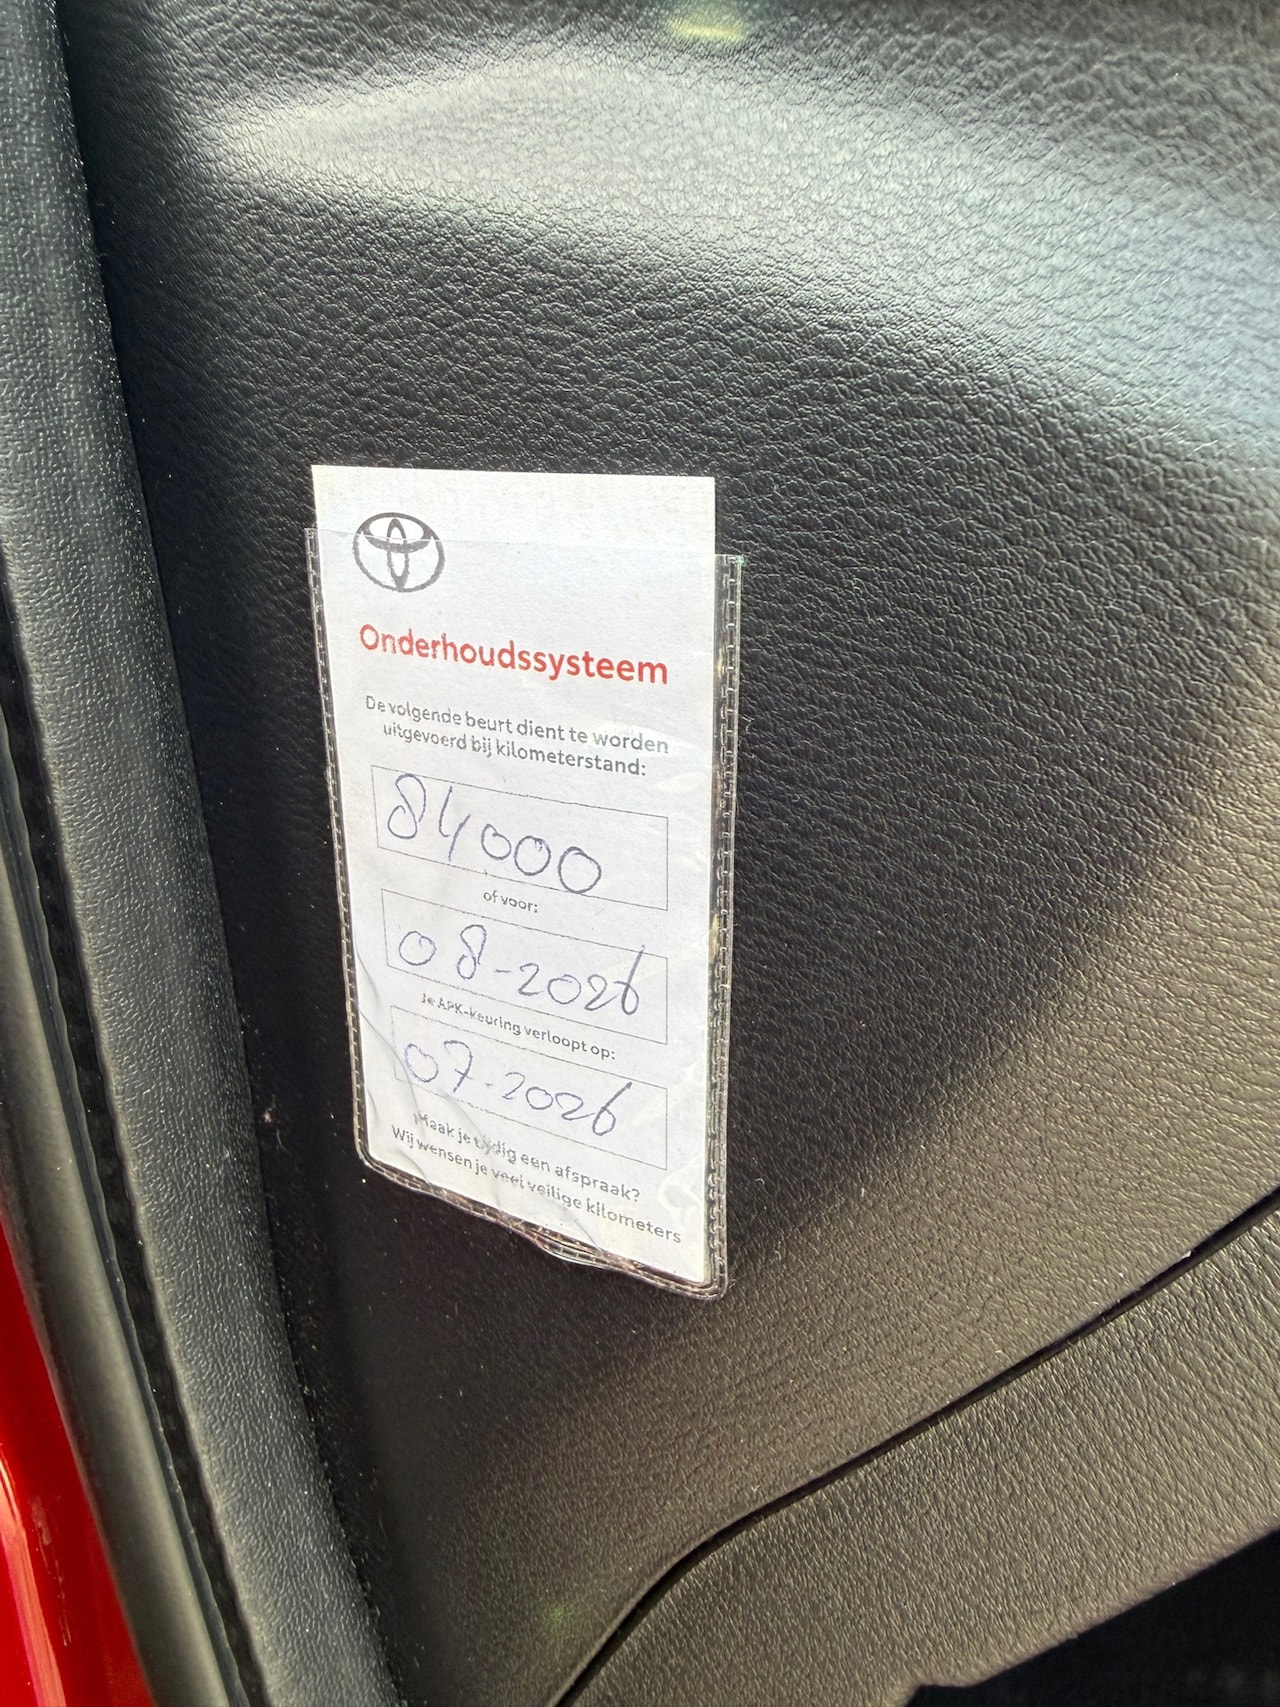 Onderhoudssysteem
De volgende beurt dient te worden
uitgevoerd bij kilometerstand:
84000
of voor:
08-2026
Je APK-keuring verloopt op:
07-2026
Maak je tijdig een afspraak?
Wij wensen je veel veilige kilometers